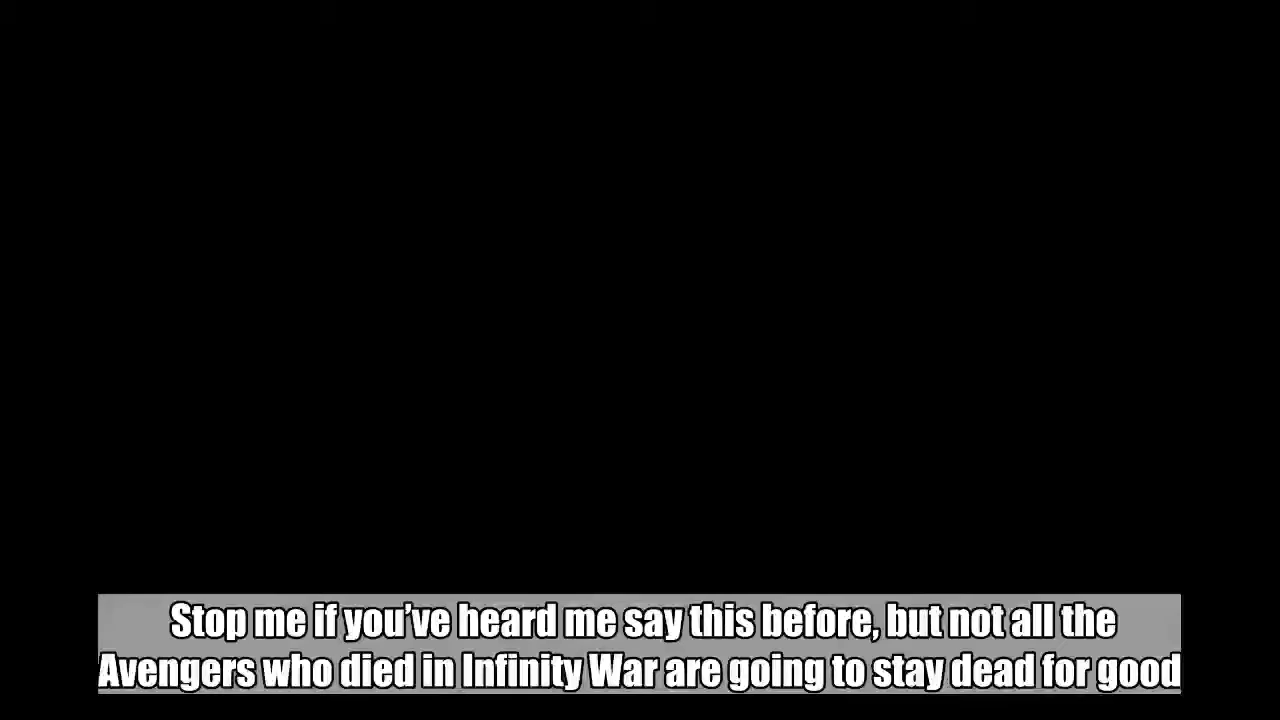 Stop me if you’ve heard me say this before, but not all the
Avengers who died in Infinity War are going to stay dead for good